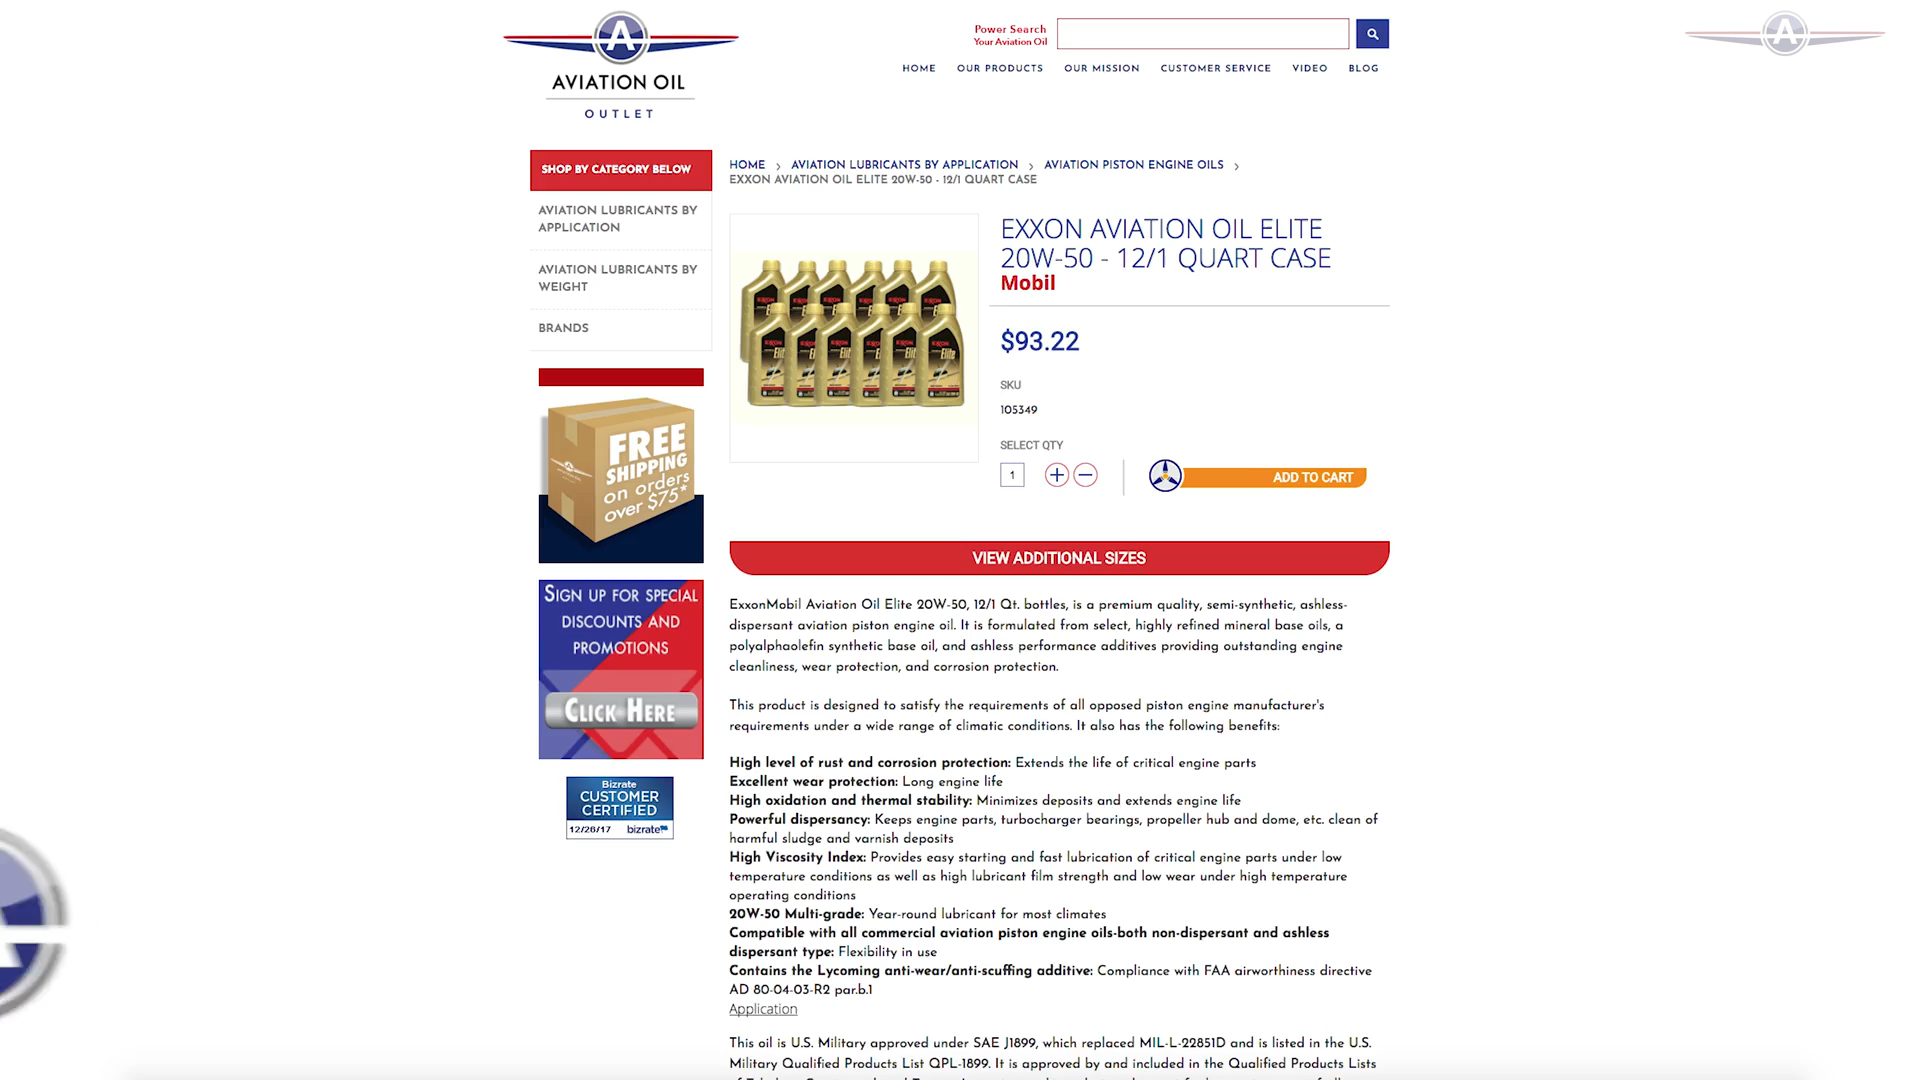 A
AVIATION OIL
OUTLET
Power Search
Your Aviation Oil
HOME OUR PRODUCTS OUR MISSION CUSTOMER SERVICE VIDEO BLOG
A
SHOP BY CATEGORY BELOW
AVIATION LUBRICANTS BY
APPLICATION
AVIATION LUBRICANTS BY
WEIGHT
BRANDS
FREE
SHIPPING
on orders
over $75*
SIGN UP FOR SPECIAL
DISCOUNTS AND
PROMOTIONS
CLICK HERE
Bizrate
CUSTOMER
CERTIFIED
12/26/17 bizrate
HOME › AVIATION LUBRICANTS BY APPLICATION › AVIATION PISTON ENGINE OILS ›
EXXON AVIATION OIL ELITE 20W-50 - 12/1 QUART CASE
EXXON AVIATION OIL ELITE
20W-50 - 12/1 QUART CASE
Mobil
$93.22
SKU
105349
SELECT QTY
1
ADD TO CART
VIEW ADDITIONAL SIZES
ExxonMobil Aviation Oil Elite 20W-50, 12/1 Qt. bottles, is a premium quality, semi-synthetic, ashless-
dispersant aviation piston engine oil. It is formulated from select, highly refined mineral base oils, a
polyalphaolefin synthetic base oil, and ashless performance additives providing outstanding engine
cleanliness, wear protection, and corrosion protection.
This product is designed to satisfy the requirements of all opposed piston engine manufacturer's
requirements under a wide range of climatic conditions. It also has the following benefits:
High level of rust and corrosion protection: Extends the life of critical engine parts
Excellent wear protection: Long engine life
High oxidation and thermal stability: Minimizes deposits and extends engine life
Powerful dispersancy: Keeps engine parts, turbocharger bearings, propeller hub and dome, etc. clean of
harmful sludge and varnish deposits
High Viscosity Index: Provides easy starting and fast lubrication of critical engine parts under low
temperature conditions as well as high lubricant film strength and low wear under high temperature
operating conditions
20W-50 Multi-grade: Year-round lubricant for most climates
Compatible with all commercial aviation piston engine oils-both non-dispersant and ashless
dispersant type: Flexibility in use
Contains the Lycoming anti-wear/anti-scuffing additive: Compliance with FAA airworthiness directive
AD 80-04-03-R2 par.b.1
Application
This oil is U.S. Military approved under SAE J1899, which replaced MIL-L-22851D and is listed in the U.S.
Military Qualified Products List QPL-1899. It is approved by and included in the Qualified Products Lists